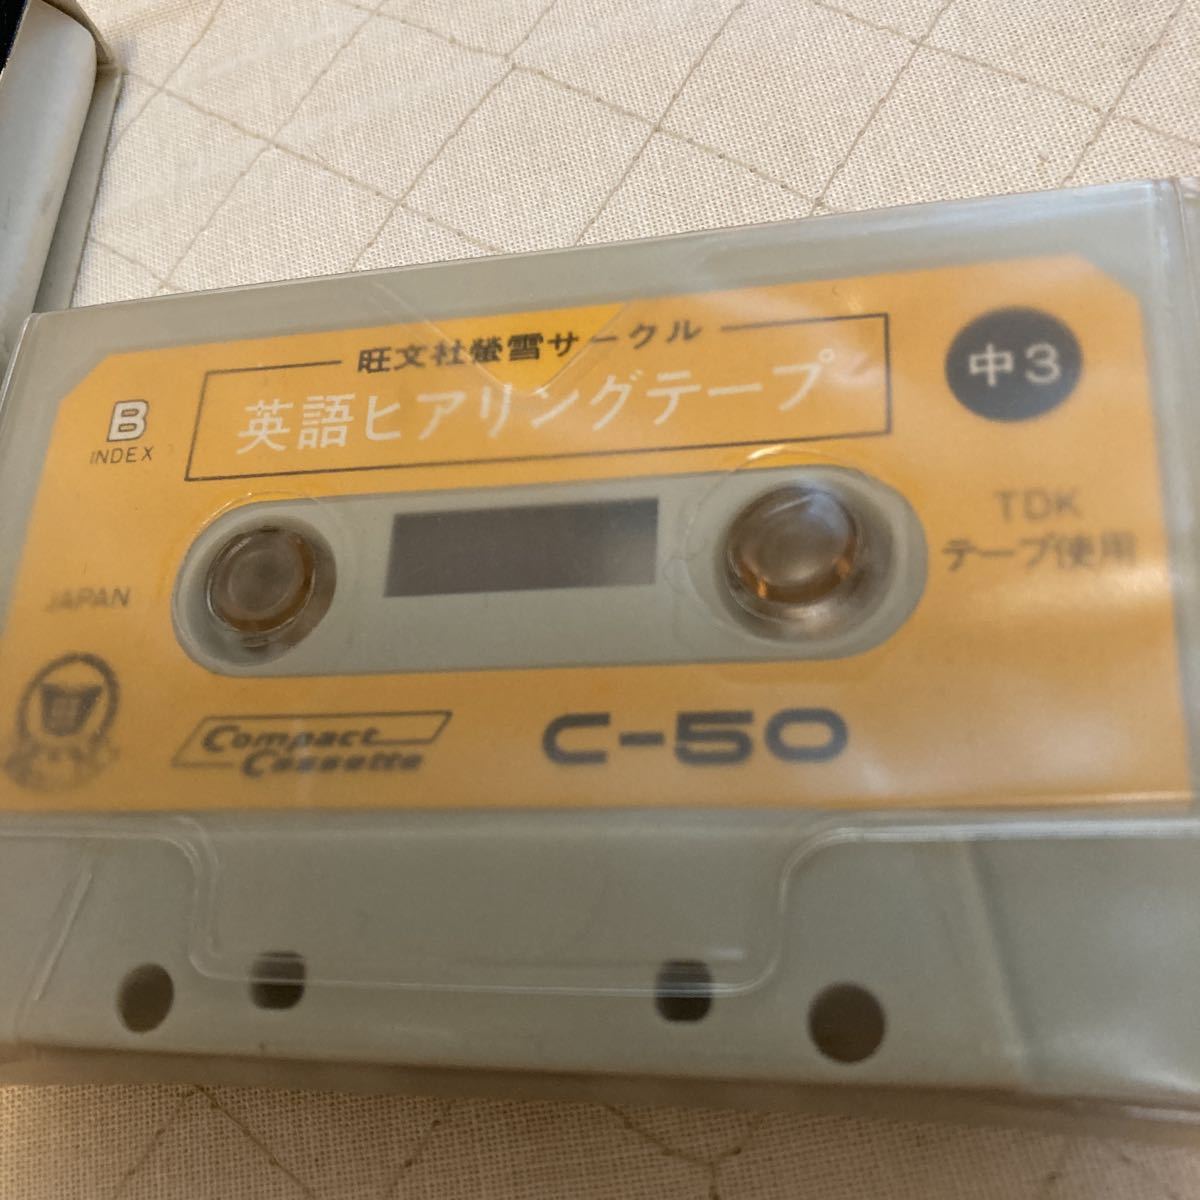 旺文社螢雪サークル
英語ヒアリングテープ
中3
B
INDEX
TDK
テープ使用
JAPAN
Compact
Cassette
C-50